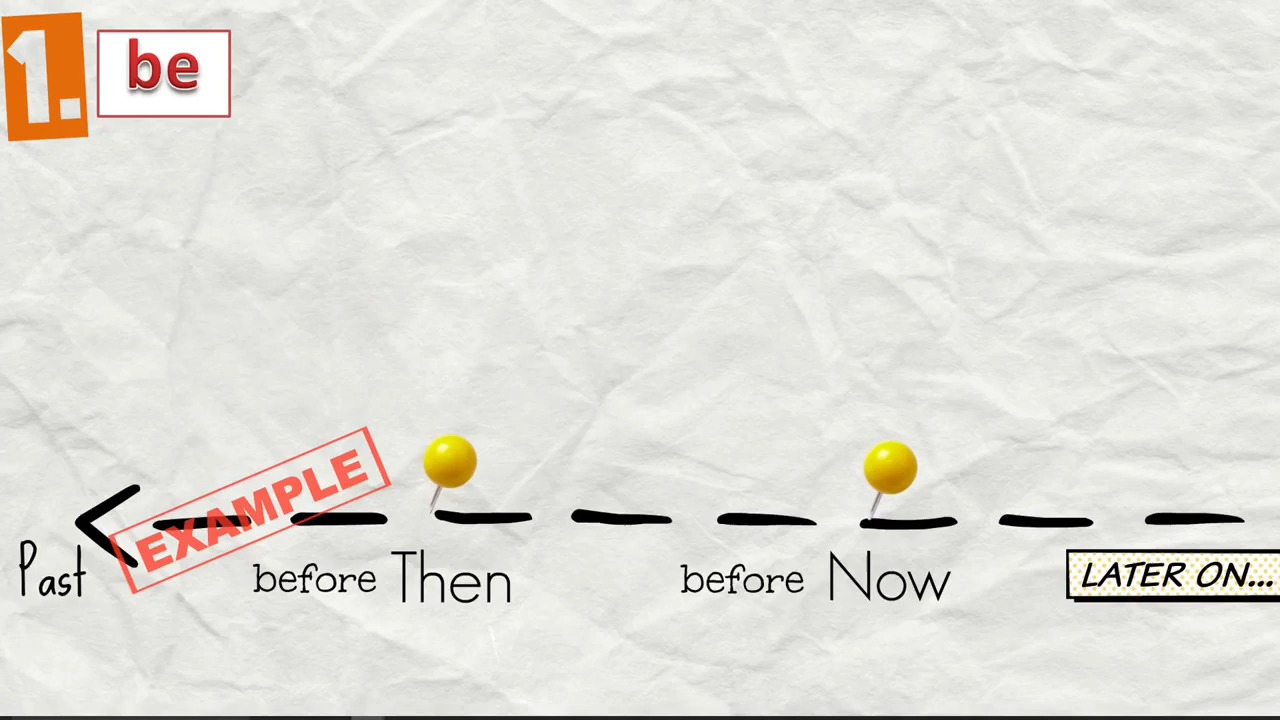 1.
be
EXAMPLE
Past
before Then
before Now
LATER ON...